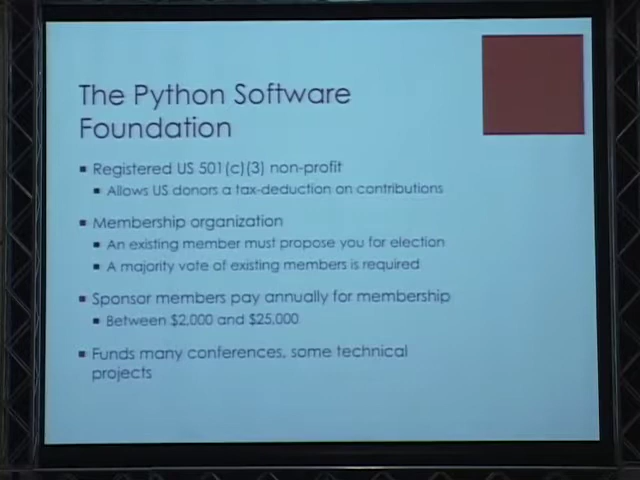 The Python Software
Foundation
Registered US 501(c)(3) non-profit
Allows US donors a tax-deduction on contributions
Membership organization
An existing member must propose you for election
A majority vote of existing members is required
Sponsor members pay annually for membership
Between $2,000 and $25,000
Funds many conferences, some technical
projects